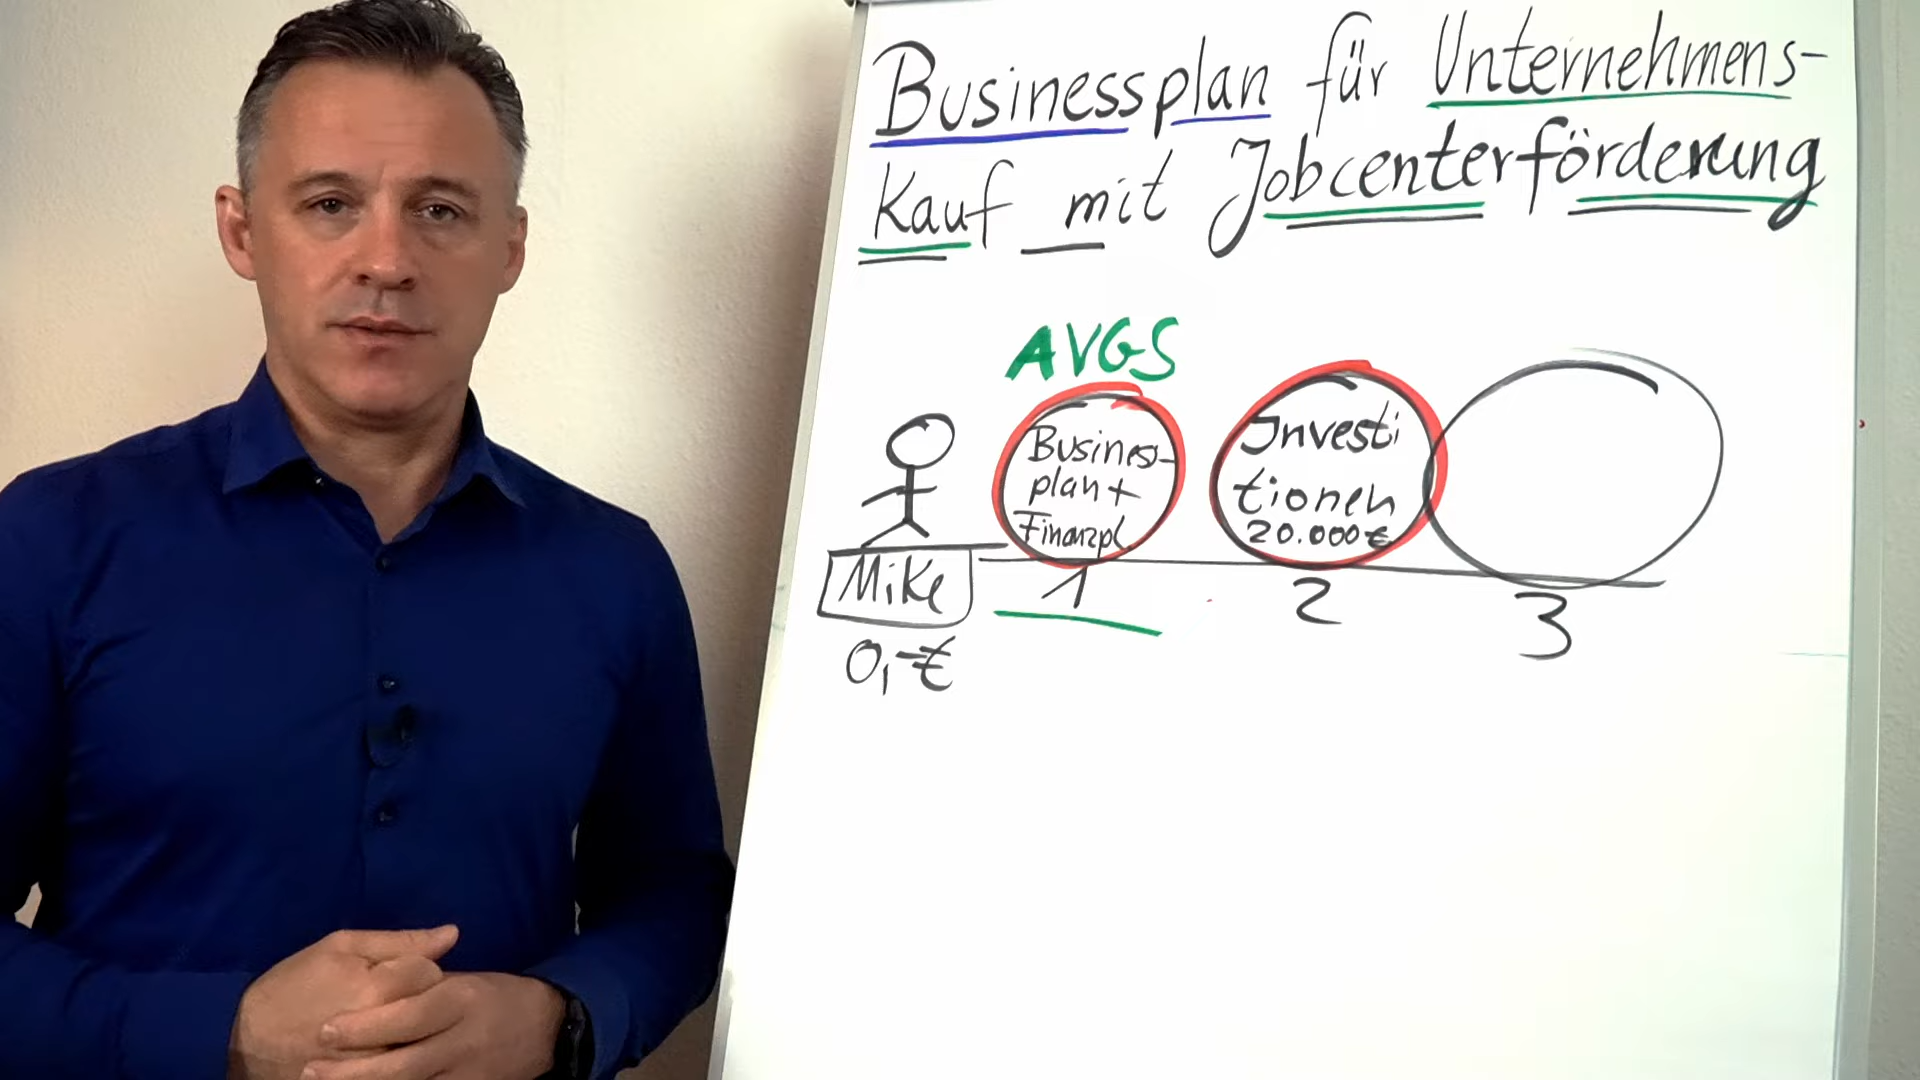 Businessplan für Unternehmens-
Kauf mit Jobcenterförderung
AVGS
Business-
plan+
Finanzpl.
Investi
tionen
20.000€
Mike
1
2
3
0,-€